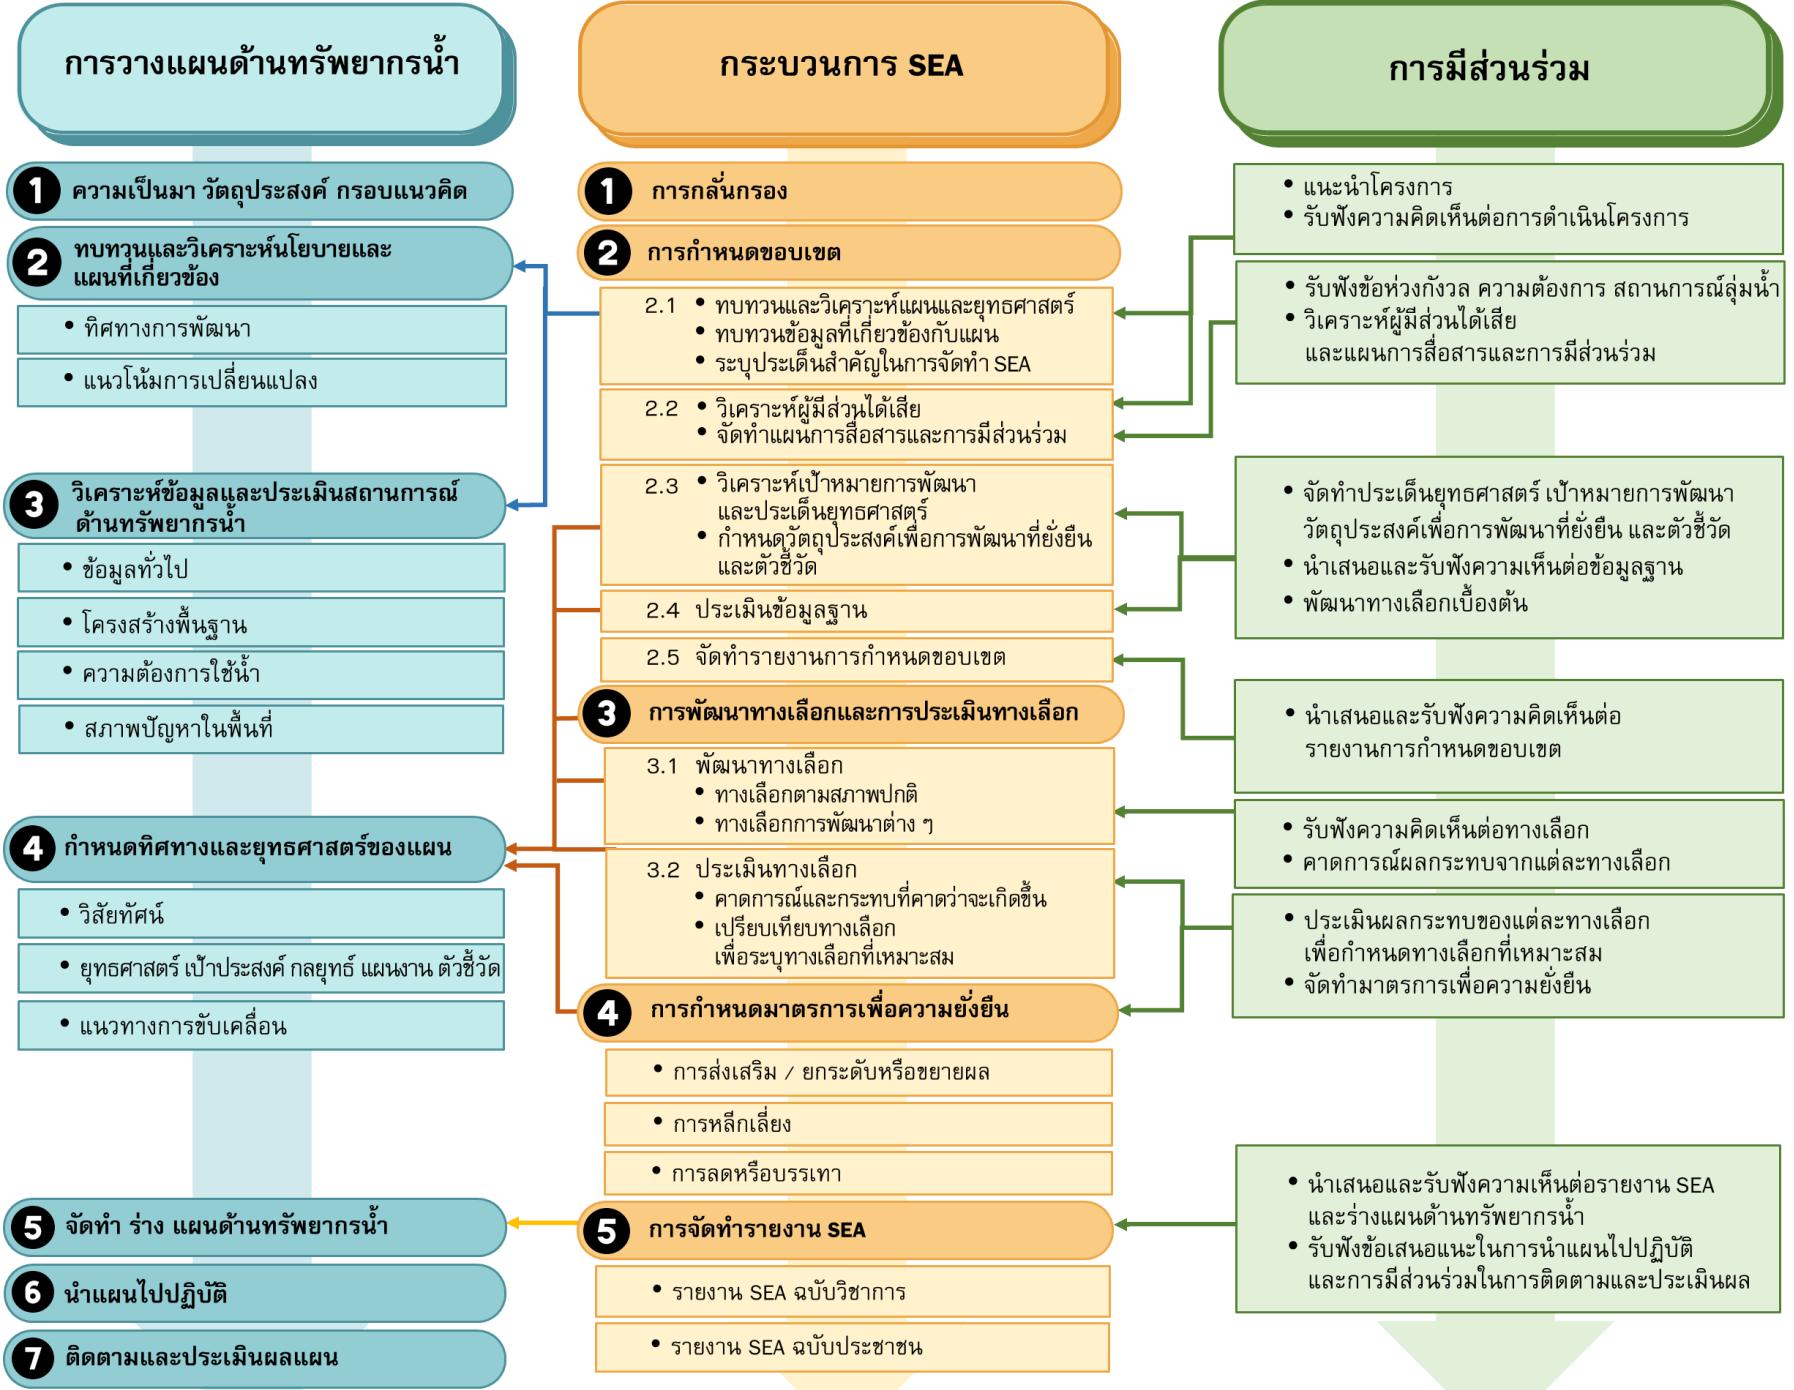 การวางแผนด้านทรัพยากรน้ำ
1 ความเป็นมา วัตถุประสงค์ กรอบแนวคิด
2 ทบทวนและวิเคราะห์นโยบายและ
แผนที่เกี่ยวข้อง
• ทิศทางการพัฒนา
• แนวโน้มการเปลี่ยนแปลง
3 วิเคราะห์ข้อมูลและประเมินสถานการณ์
ด้านทรัพยากรน้ำ
• ข้อมูลทั่วไป
• โครงสร้างพื้นฐาน
• ความต้องการใช้น้ำ
• สภาพปัญหาในพื้นที่
4 กำหนดทิศทางและยุทธศาสตร์ของแผน
• วิสัยทัศน์
• ยุทธศาสตร์ เป้าประสงค์ กลยุทธ์ แผนงาน ตัวชี้วัด
• แนวทางการขับเคลื่อน
5 จัดทำ ร่าง แผนด้านทรัพยากรน้ำ
6 นำแผนไปปฏิบัติ
7 ติดตามและประเมินผลแผน
กระบวนการ SEA
1 การกลั่นกรอง
2 การกำหนดขอบเขต
2.1 • ทบทวนและวิเคราะห์แผนและยุทธศาสตร์
• ทบทวนข้อมูลที่เกี่ยวข้องกับแผน
• ระบุประเด็นสำคัญในการจัดทำ SEA
2.2 • วิเคราะห์ผู้มีส่วนได้เสีย
• จัดทำแผนการสื่อสารและการมีส่วนร่วม
2.3 • วิเคราะห์เป้าหมายการพัฒนา
และประเด็นยุทธศาสตร์
• กำหนดวัตถุประสงค์เพื่อการพัฒนาที่ยั่งยืน
และตัวชี้วัด
2.4 ประเมินข้อมูลฐาน
2.5 จัดทำรายงานการกำหนดขอบเขต
3 การพัฒนาทางเลือกและการประเมินทางเลือก
3.1 พัฒนาทางเลือก
• ทางเลือกตามสภาพปกติ
• ทางเลือกการพัฒนาต่าง ๆ
3.2 ประเมินทางเลือก
• คาดการณ์และกระทบที่คาดว่าจะเกิดขึ้น
• เปรียบเทียบทางเลือก
เพื่อระบุทางเลือกที่เหมาะสม
4 การกำหนดมาตรการเพื่อความยั่งยืน
• การส่งเสริม / ยกระดับหรือขยายผล
• การหลีกเลี่ยง
• การลดหรือบรรเทา
5 การจัดทำรายงาน SEA
• รายงาน SEA ฉบับวิชาการ
• รายงาน SEA ฉบับประชาชน
การมีส่วนร่วม
• แนะนำโครงการ
• รับฟังความคิดเห็นต่อการดำเนินโครงการ
• รับฟังข้อห่วงกังวล ความต้องการ สถานการณ์ลุ่มน้ำ
• วิเคราะห์ผู้มีส่วนได้เสีย
และแผนการสื่อสารและการมีส่วนร่วม
• จัดทำประเด็นยุทธศาสตร์ เป้าหมายการพัฒนา
วัตถุประสงค์เพื่อการพัฒนาที่ยั่งยืน และตัวชี้วัด
• นำเสนอและรับฟังความเห็นต่อข้อมูลฐาน
• พัฒนาทางเลือกเบื้องต้น
• นำเสนอและรับฟังความคิดเห็นต่อ
รายงานการกำหนดขอบเขต
• รับฟังความคิดเห็นต่อทางเลือก
• คาดการณ์ผลกระทบจากแต่ละทางเลือก
• ประเมินผลกระทบของแต่ละทางเลือก
เพื่อกำหนดทางเลือกที่เหมาะสม
• จัดทำมาตรการเพื่อความยั่งยืน
• นำเสนอและรับฟังความเห็นต่อรายงาน SEA
และร่างแผนด้านทรัพยากรน้ำ
• รับฟังข้อเสนอแนะในการนำแผนไปปฏิบัติ
และการมีส่วนร่วมในการติดตามและประเมินผล